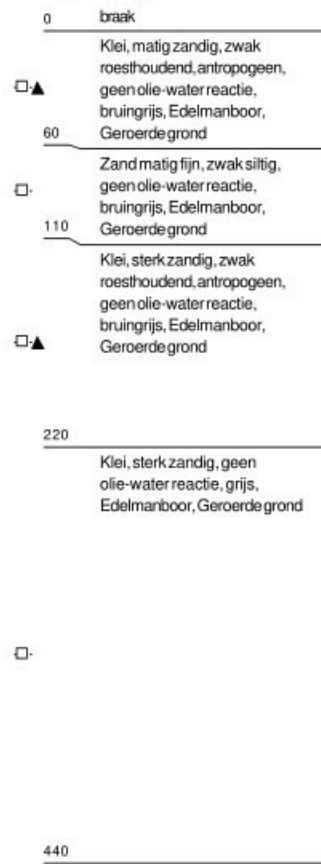 0 braak
Klei, matig zandig, zwak
roesthoudend, antropogeen,
geen olie-water reactie,
bruingrijs, Edelmanboor,
60 Geroerde grond
Zand matig fijn, zwak siltig,
geen olie-water reactie,
bruingrijs, Edelmanboor,
110 Geroerde grond
Klei, sterk zandig, zwak
roesthoudend, antropogeen,
geen olie-water reactie,
bruingrijs, Edelmanboor,
Geroerde grond
220
Klei, sterk zandig, geen
olie-water reactie, grijs,
Edelmanboor, Geroerde grond
440